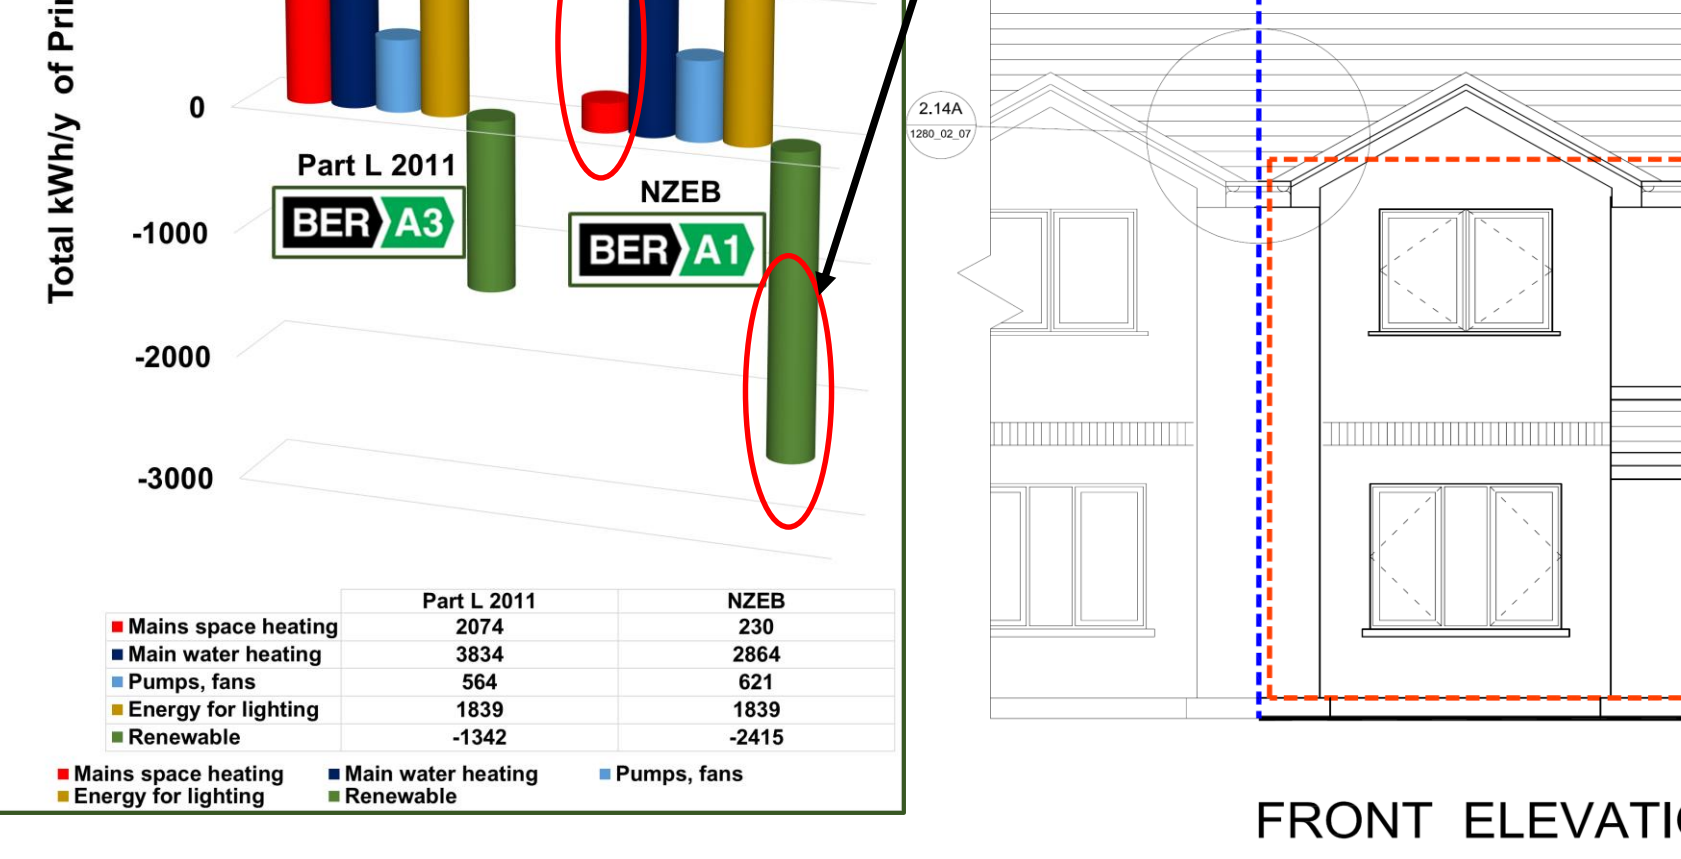 Total kWh/y of Pri
0
-1000
-2000
-3000
Part L 2011
BER A3
NZEB
BER A1
Part L 2011 NZEB
Mains space heating 2074 230
Main water heating 3834 2864
Pumps, fans 564 621
Energy for lighting 1839 1839
Renewable -1342 -2415
Mains space heating Main water heating Pumps, fans
Energy for lighting Renewable
2.14A
1280_02_07
FRONT ELEVATI